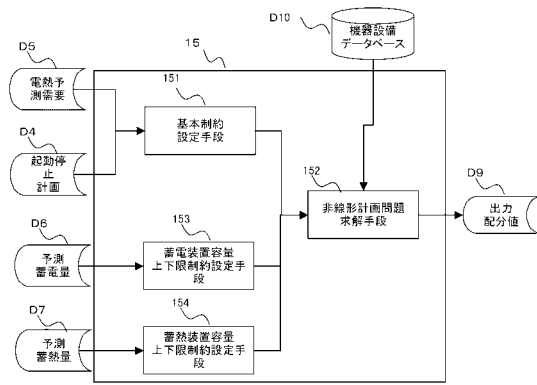 D10
機器設備
データベース
D5
15
電熱予
測需要
151
基本制約
設定手段
D4
起動停
止
計画
152
非線形計画問題
求解手段
D9
出力
配分値
D6
予測
蓄電量
153
蓄電装置容量
上下限制約設定手
段
D7
予測
蓄熱量
154
蓄熱装置容量
上下限制約設定手
段